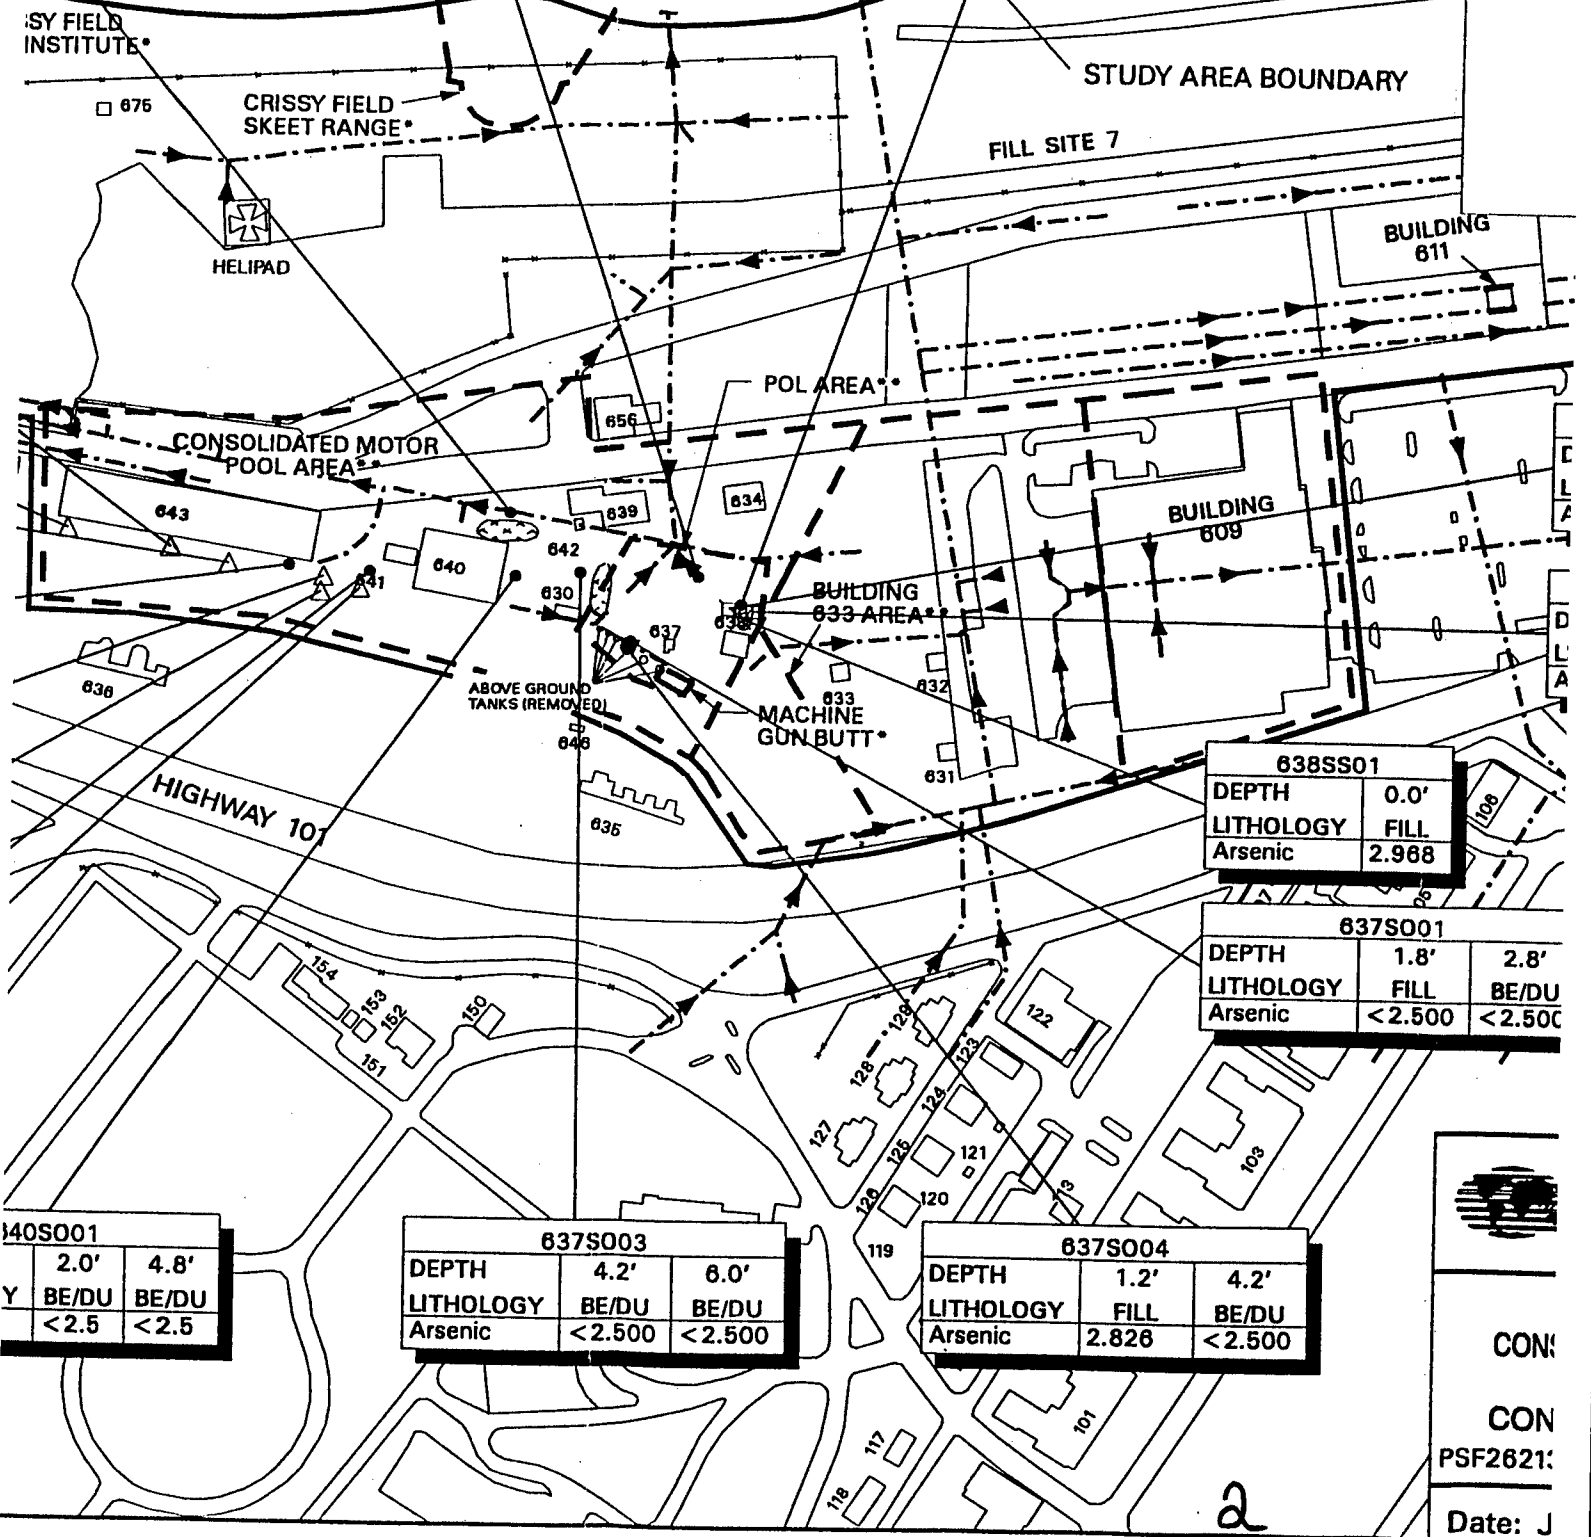 SY FIELD
INSTITUTE*
675
CRISSY FIELD
SKEET RANGE*
STUDY AREA BOUNDARY
FILL SITE 7
HELIPAD
BUILDING
611
POL AREA**
656
CONSOLIDATED MOTOR
POOL AREA**
643
639
634
642
640
641
630
BUILDING
609
BUILDING
633 AREA**
637
638
636
632
633
ABOVE GROUND
TANKS (REMOVED)
MACHINE
GUN BUTT*
646
631
635
HIGHWAY 101
106
638SS01
DEPTH 0.0'
LITHOLOGY FILL
Arsenic 2.968
637SO01
DEPTH 1.8' 2.8'
LITHOLOGY FILL BE/DU
Arsenic <2.500 <2.500
154
153
152
150
151
129
122
128
123
124
127
125
121
126
120
113
103
119
640SO01
2.0' 4.8'
Y BE/DU BE/DU
<2.5 <2.5
637SO03
DEPTH 4.2' 6.0'
LITHOLOGY BE/DU BE/DU
Arsenic <2.500 <2.500
637SO04
DEPTH 1.2' 4.2'
LITHOLOGY FILL BE/DU
Arsenic 2.826 <2.500
101
117
118
CONS
CON
PSF2621
Date: J
2